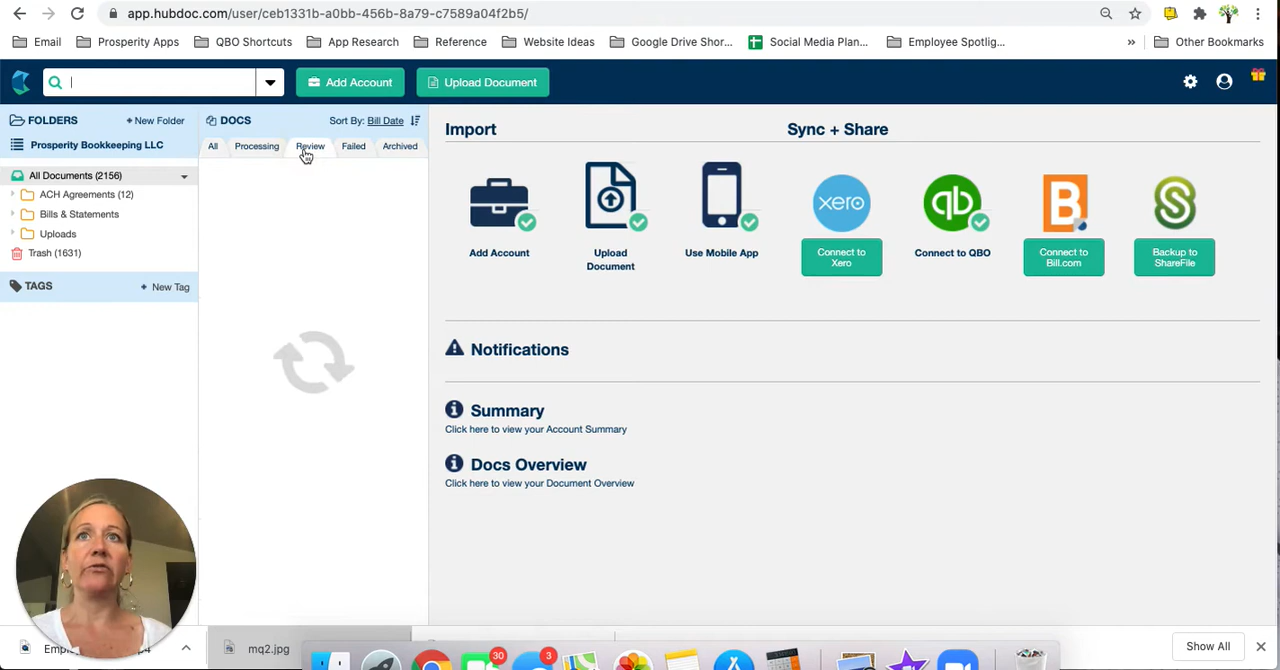 app.hubdoc.com/user/ceb1331b-a0bb-456b-8a79-c7589a04f2b5/
Email
Prosperity Apps
QBO Shortcuts
App Research
Reference
Website Ideas
Google Drive Shor...
Social Media Plan...
Employee Spotlig...
»
Other Bookmarks
Add Account
Upload Document
FOLDERS
+ New Folder
DOCS
Sort By: Bill Date
Prosperity Bookkeeping LLC
All
Processing
Review
Failed
Archived
All Documents (2156)
ACH Agreements (12)
Bills & Statements
Uploads
Trash (1631)
TAGS
+ New Tag
Import
Sync + Share
xero
qb
B
S
Add Account
Upload
Document
Use Mobile App
Connect to
Xero
Connect to QBO
Connect to
Bill.com
Backup to
ShareFile
Notifications
Summary
Click here to view your Account Summary
Docs Overview
Click here to view your Document Overview
mq2.jpg
30
3
Show All